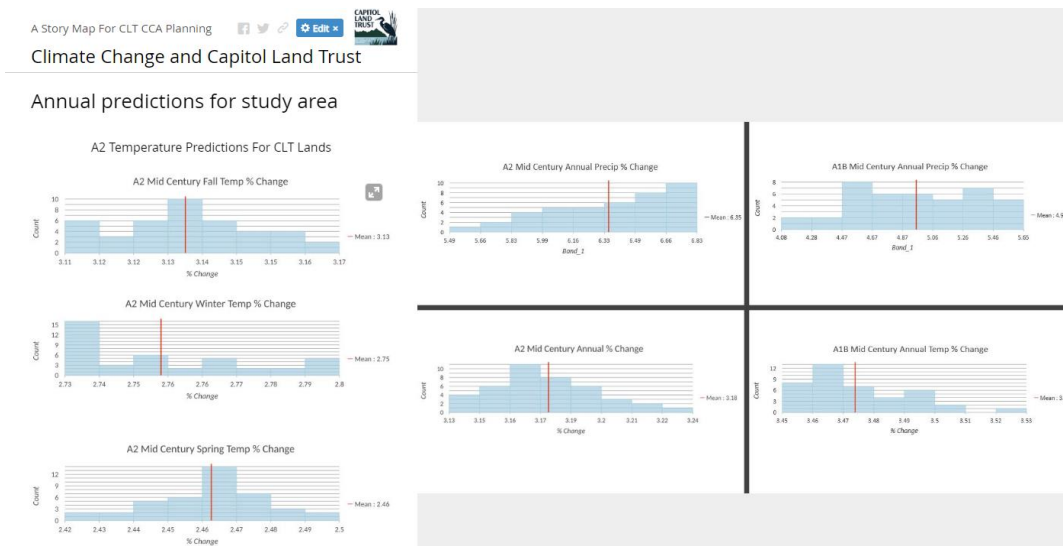 A Story Map For CLT CCA Planning
Edit ×
CAPITOL
LAND
TRUST
Climate Change and Capitol Land Trust
Annual predictions for study area
A2 Temperature Predictions For CLT Lands
A2 Mid Century Fall Temp % Change
Count
10
8
6
4
2
0
3.11 3.12 3.12 3.13 3.14 3.15 3.15 3.16 3.17
% Change
Mean : 3.13
A2 Mid Century Winter Temp % Change
Count
15
12
9
6
3
0
2.73 2.74 2.75 2.76 2.76 2.77 2.78 2.79 2.8
% Change
Mean : 2.75
A2 Mid Century Spring Temp % Change
Count
12
9
6
3
0
2.42 2.43 2.44 2.45 2.46 2.47 2.48 2.49 2.5
% Change
Mean : 2.46
A2 Mid Century Annual Precip % Change
Count
10
8
6
4
2
0
5.49 5.66 5.83 5.99 6.16 6.33 6.49 6.66 6.83
Band_1
Mean : 6.35
A1B Mid Century Annual Precip % Change
Count
8
6
4
2
0
4.08 4.28 4.47 4.67 4.87 5.06 5.26 5.46 5.65
Band_1
Mean : 4.9
A2 Mid Century Annual % Change
Count
10
8
6
4
2
0
3.13 3.15 3.16 3.17 3.19 3.2 3.21 3.22 3.24
% Change
Mean : 3.18
A1B Mid Century Annual Temp % Change
Count
12
9
6
3
0
3.45 3.46 3.47 3.48 3.49 3.5 3.51 3.52 3.53
% Change
Mean : 3